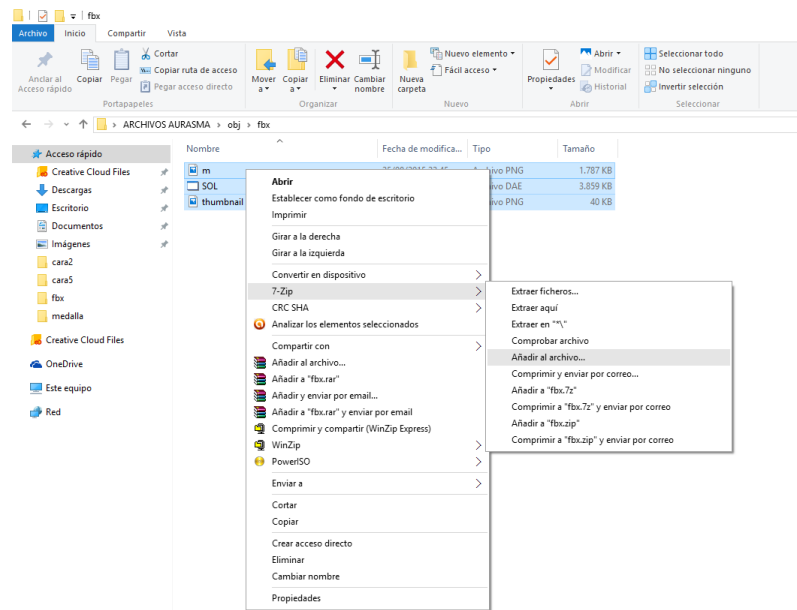 fbx
Archivo Inicio Compartir Vista
Anclar al Acceso rápido
Copiar
Pegar
Cortar
Copiar ruta de acceso
Pegar acceso directo
Portapapeles
Mover a
Copiar a
Eliminar
Cambiar nombre
Organizar
Nueva carpeta
Nuevo elemento
Fácil acceso
Nuevo
Propiedades
Abrir
Modificar
Historial
Abrir
Seleccionar todo
No seleccionar ninguno
Invertir selección
Seleccionar
ARCHIVOS AURASMA > obj > fbx
Nombre Fecha de modifica... Tipo Tamaño
Acceso rápido
Creative Cloud Files
Descargas
Escritorio
Documentos
Imágenes
cara2
cara5
fbx
medalla
Creative Cloud Files
OneDrive
Este equipo
Red
m 1.787 KB
SOL 3.859 KB
thumbnail 40 KB
PNG
DAE
PNG
Abrir
Establecer como fondo de escritorio
Imprimir
Girar a la derecha
Girar a la izquierda
Convertir en dispositivo
7-Zip
CRC SHA
Analizar los elementos seleccionados
Compartir con
Añadir al archivo...
Añadir a "fbx.rar"
Añadir y enviar por email...
Añadir a "fbx.rar" y enviar por email
Comprimir y compartir (WinZip Express)
WinZip
PowerISO
Enviar a
Cortar
Copiar
Crear acceso directo
Eliminar
Cambiar nombre
Propiedades
Extraer ficheros...
Extraer aquí
Extraer en "*\"
Comprobar archivo
Añadir al archivo...
Comprimir y enviar por correo...
Añadir a "fbx.7z"
Comprimir a "fbx.7z" y enviar por correo
Añadir a "fbx.zip"
Comprimir a "fbx.zip" y enviar por correo